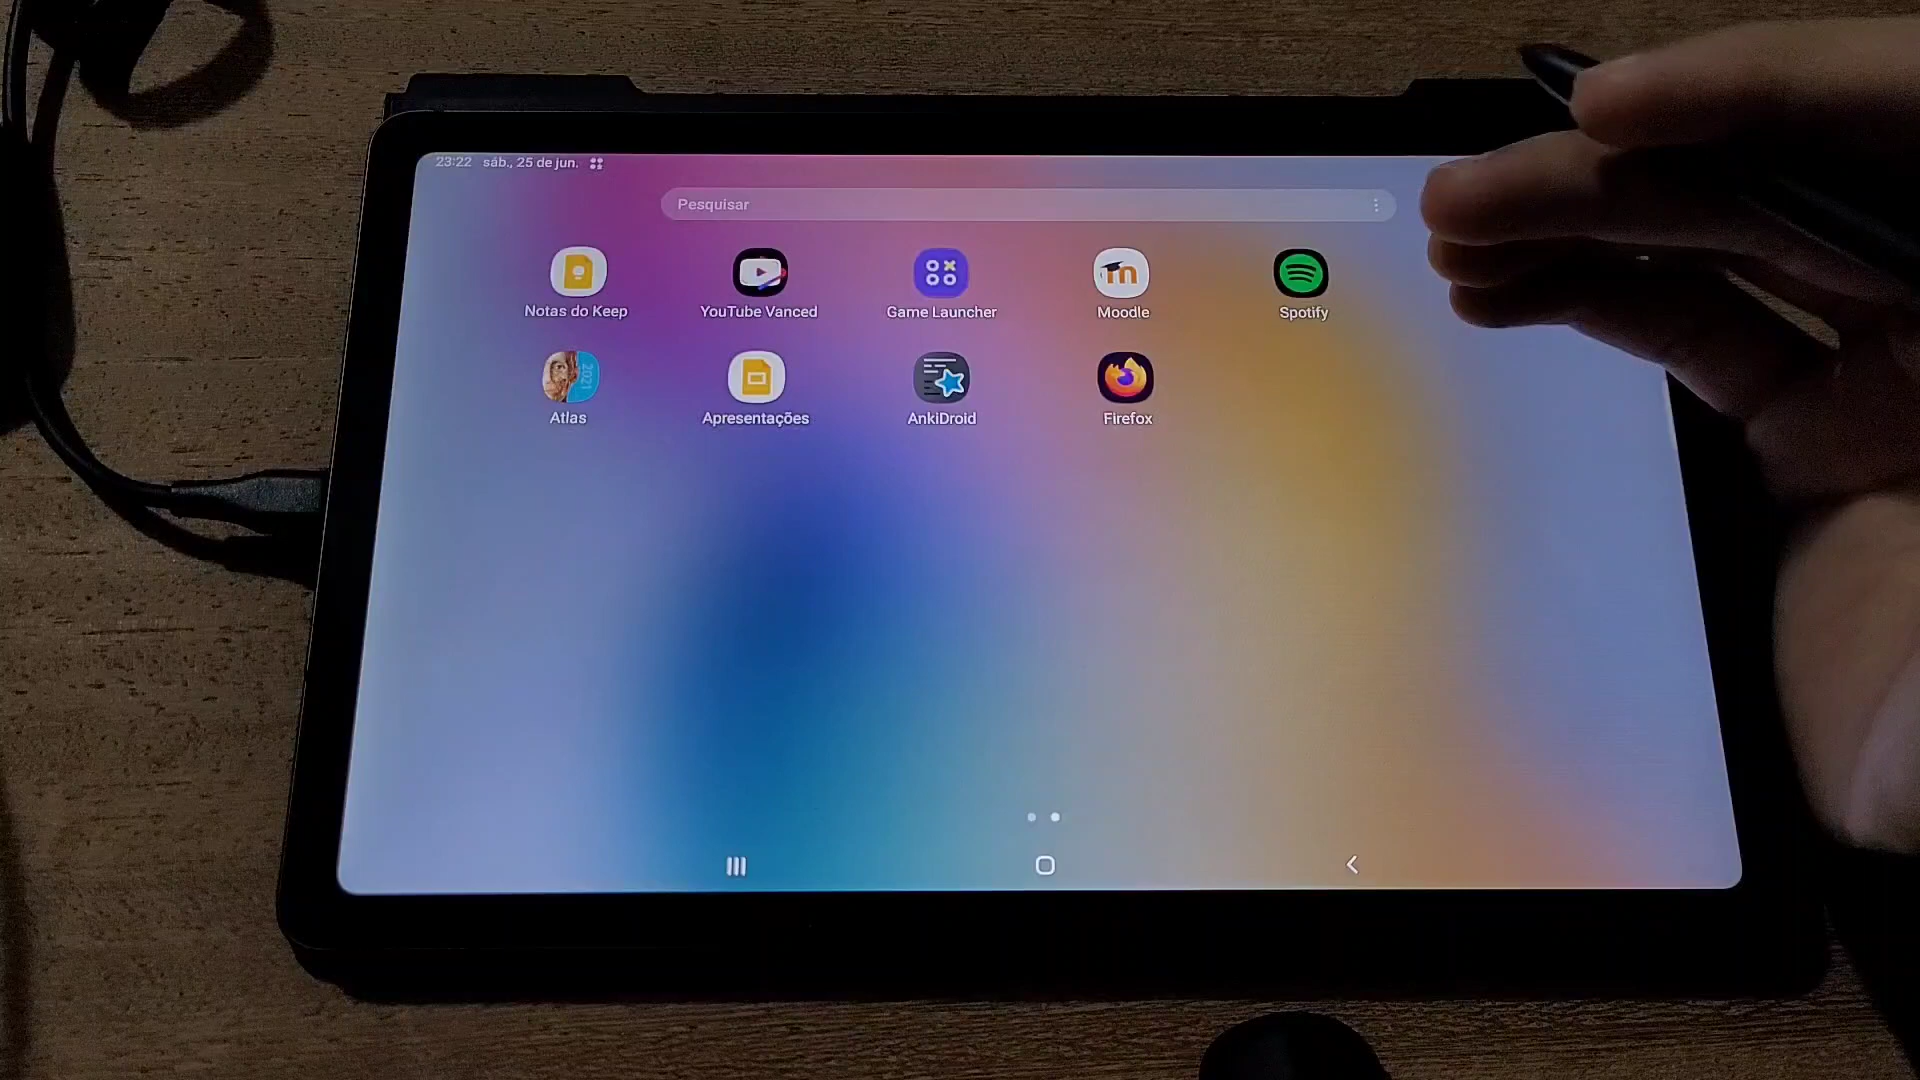 23:22 sáb., 25 de jun.
Pesquisar
Notas do Keep
YouTube Vanced
Game Launcher
m
Moodle
Spotify
2021
Atlas
Apresentações
AnkiDroid
Firefox